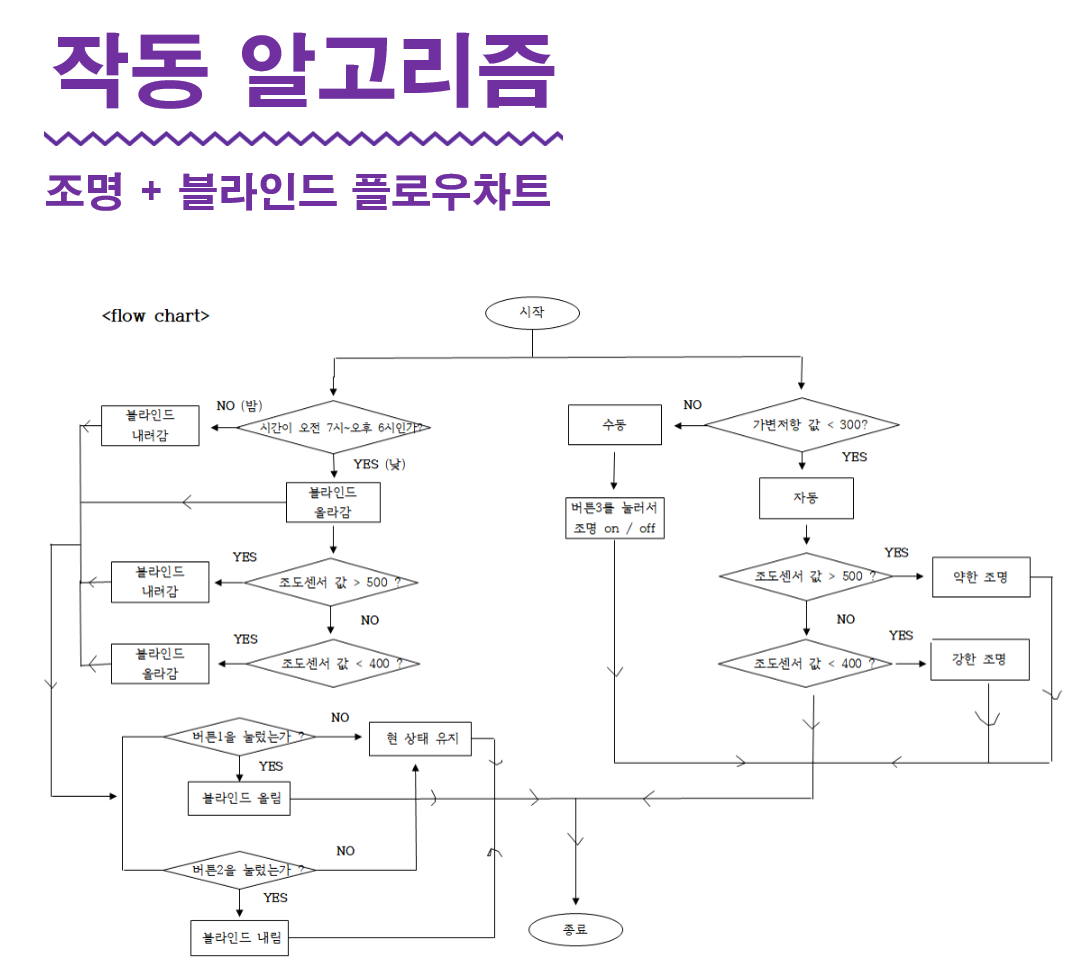 작동 알고리즘
조명 + 블라인드 플로우차트
<flow chart>
시작
블라인드
내려감
NO (밤)
시간이 오전 7시~오후 6시인가?
YES (낮)
블라인드
올라감
YES
블라인드
내려감
조도센서 값 > 500 ?
NO
YES
블라인드
올라감
조도센서 값 < 400 ?
수동
NO
가변저항 값 < 300?
YES
버튼3를 눌러서
조명 on / off
자동
조도센서 값 > 500 ?
YES
약한 조명
NO
조도센서 값 < 400 ?
YES
강한 조명
버튼1을 눌렀는가 ?
NO
현 상태 유지
YES
블라인드 올림
버튼2을 눌렀는가 ?
NO
YES
블라인드 내림
종료